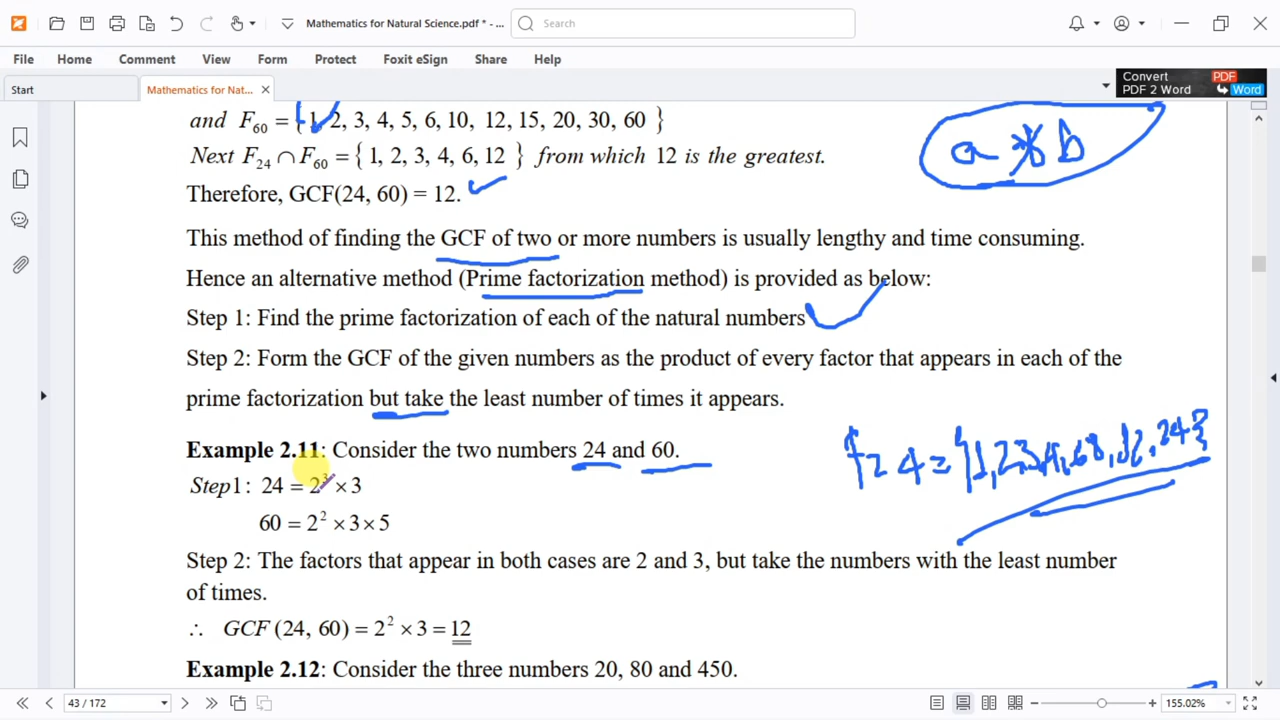 Mathematics for Natural Science.pdf * - ...
Search
File Home Comment View Form Protect Foxit eSign Share Help
Start
Mathematics for Nat...
Convert PDF
PDF 2 Word Word
and F₆₀ = { 1, 2, 3, 4, 5, 6, 10, 12, 15, 20, 30, 60 }
a * b
Next F₂₄ ∩ F₆₀ = { 1, 2, 3, 4, 6, 12 } from which 12 is the greatest.
Therefore, GCF(24, 60) = 12.
This method of finding the GCF of two or more numbers is usually lengthy and time consuming.
Hence an alternative method (Prime factorization method) is provided as below:
Step 1: Find the prime factorization of each of the natural numbers
Step 2: Form the GCF of the given numbers as the product of every factor that appears in each of the
prime factorization but take the least number of times it appears.
Example 2.11: Consider the two numbers 24 and 60.
Step1: 24 = 2³ × 3
60 = 2² × 3 × 5
Step 2: The factors that appear in both cases are 2 and 3, but take the numbers with the least number
of times.
∴ GCF (24, 60) = 2² × 3 = 12
Example 2.12: Consider the three numbers 20, 80 and 450.
43 / 172
155.02%